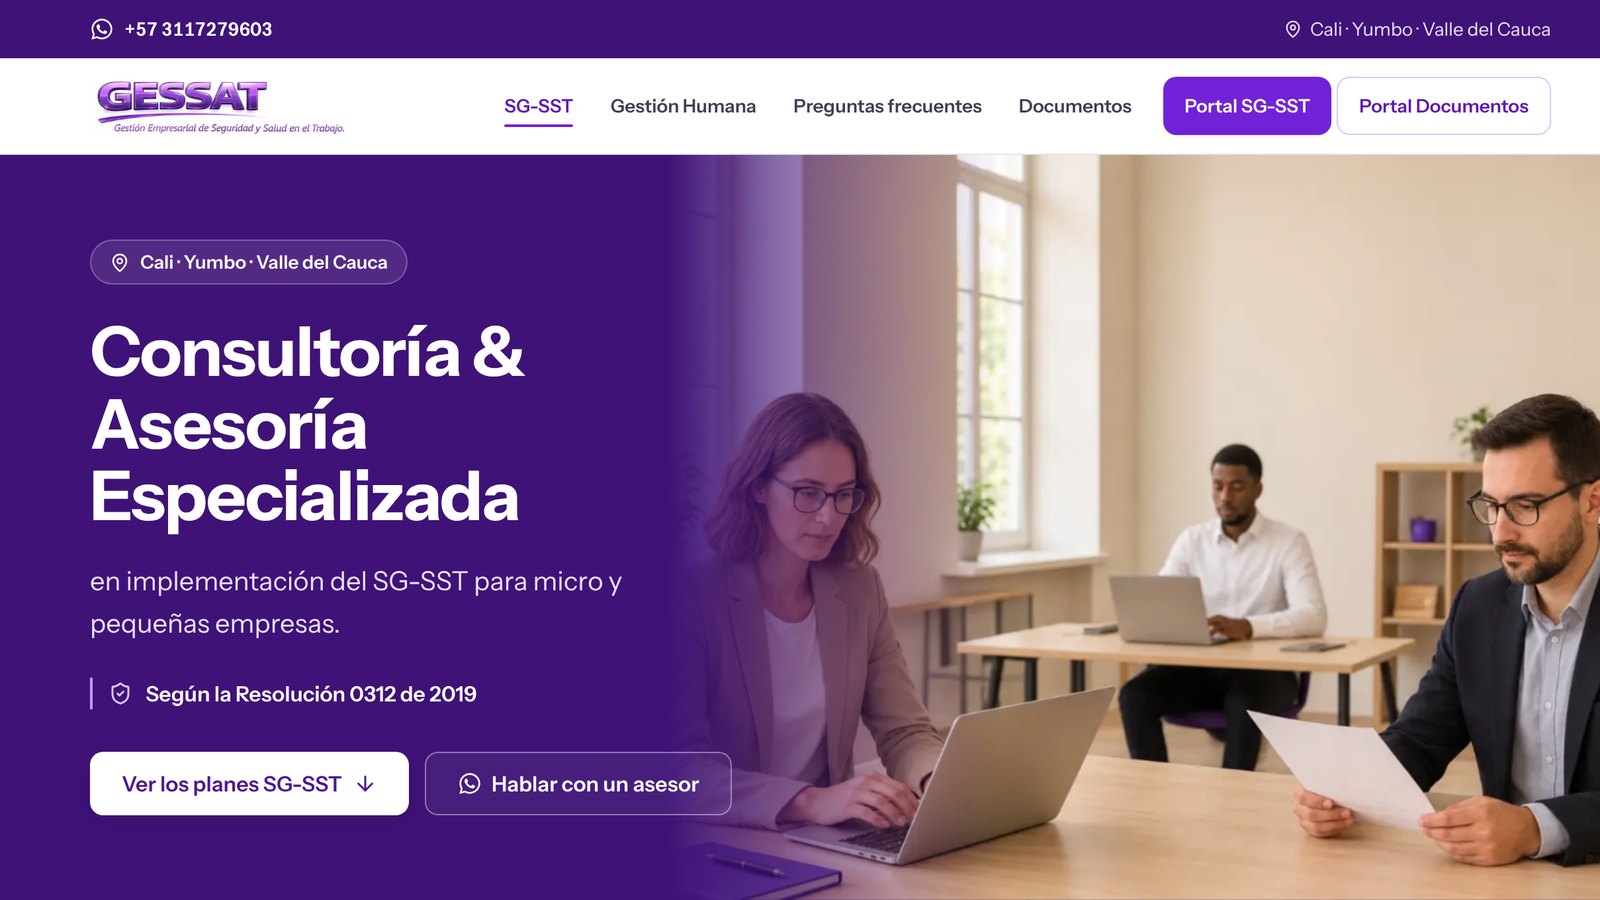 +57 3117279603
Cali · Yumbo · Valle del Cauca
GESSAT
Gestión Empresarial de Seguridad y Salud en el Trabajo.
SG-SST
Gestión Humana
Preguntas frecuentes
Documentos
Portal SG-SST
Portal Documentos
Cali · Yumbo · Valle del Cauca
Consultoría &
Asesoría
Especializada
en implementación del SG-SST para micro y
pequeñas empresas.
Según la Resolución 0312 de 2019
Ver los planes SG-SST
Hablar con un asesor